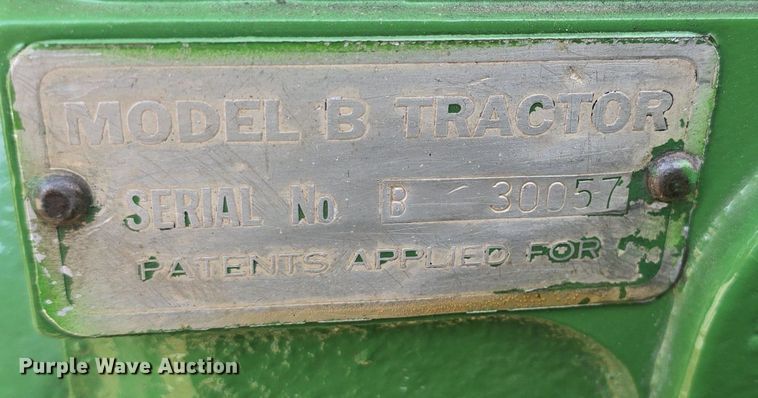 MODEL B TRACTOR
SERIAL No B 30057
PATENTS APPLIED FOR
Purple Wave Auction